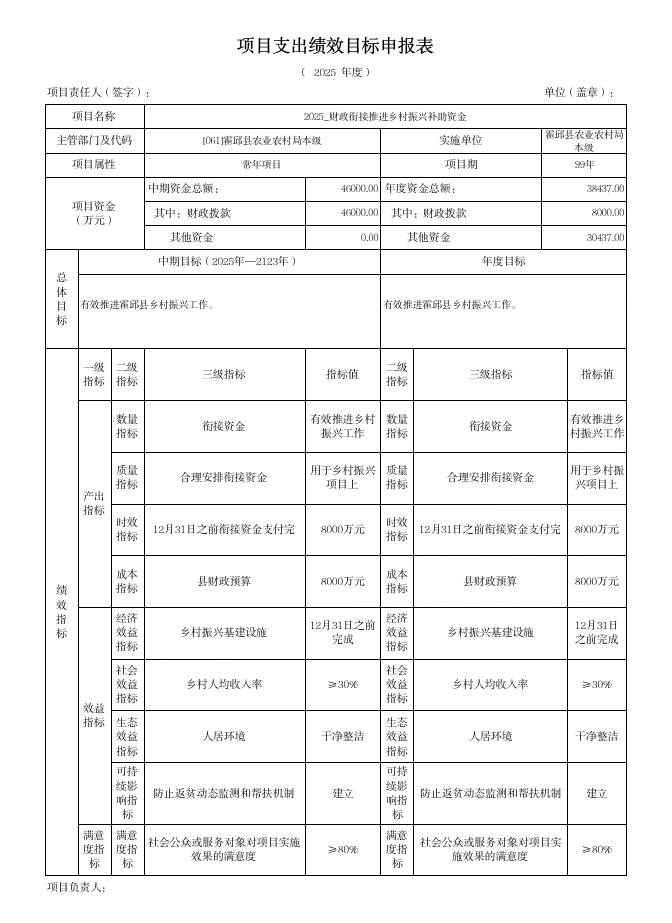 项目支出绩效目标申报表
（ 2025 年度）
项目责任人（签字）： 单位（盖章）：
项目名称 2025_财政衔接推进乡村振兴补助资金
主管部门及代码 [061]霍邱县农业农村局本级 实施单位 霍邱县农业农村局
本级
项目属性 常年项目 项目期 99年
项目资金
（万元）
中期资金总额： 46000.00 年度资金总额： 38437.00
其中：财政拨款 46000.00 其中：财政拨款 8000.00
其他资金 0.00 其他资金 30437.00
总
体
目
标
中期目标（2025年—2123年） 年度目标
有效推进霍邱县乡村振兴工作。 有效推进霍邱县乡村振兴工作。
绩
效
指
标
一级
指标
二级
指标
三级指标 指标值
二级
指标
三级指标 指标值
产出
指标
数量
指标
衔接资金
有效推进乡村
振兴工作
数量
指标
衔接资金
有效推进乡
村振兴工作
质量
指标
合理安排衔接资金
用于乡村振兴
项目上
质量
指标
合理安排衔接资金
用于乡村振
兴项目上
时效
指标
12月31日之前衔接资金支付完 8000万元
时效
指标
12月31日之前衔接资金支付完 8000万元
成本
指标
县财政预算 8000万元
成本
指标
县财政预算 8000万元
效益
指标
经济
效益
指标
乡村振兴基建设施
12月31日之前
完成
经济
效益
指标
乡村振兴基建设施
12月31日
之前完成
社会
效益
指标
乡村人均收入率 ≥30%
社会
效益
指标
乡村人均收入率 ≥30%
生态
效益
指标
人居环境 干净整洁
生态
效益
指标
人居环境 干净整洁
可持
续影
响指
标
防止返贫动态监测和帮扶机制 建立
可持
续影
响指
标
防止返贫动态监测和帮扶机制 建立
满意
度指
标
满意
度指
标
社会公众或服务对象对项目实施
效果的满意度
≥80%
满意
度指
标
社会公众或服务对象对项目实
施效果的满意度
≥80%
项目负责人：